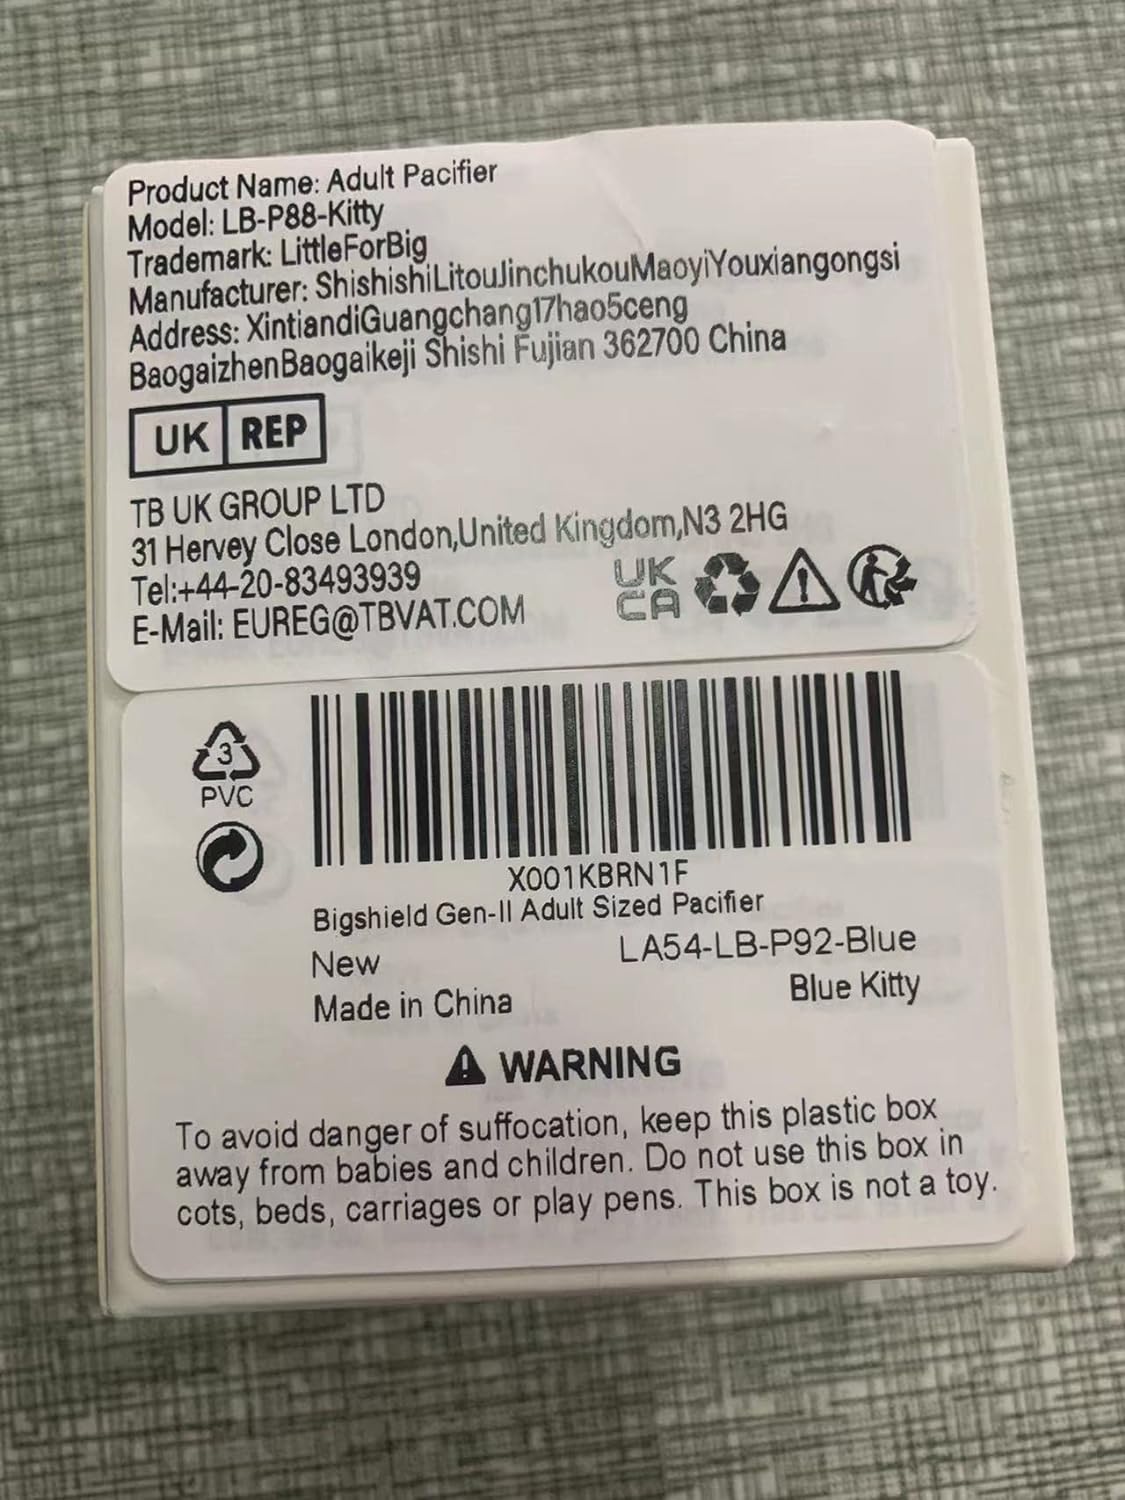 Product Name: Adult Pacifier
Model: LB-P88-Kitty
Trademark: LittleForBig
Manufacturer: ShishishiLitouJinchukouMaoyiYouxiangongsi
Address: XintiandiGuangchang17hao5ceng
BaogaizhenBaogaikeji Shishi Fujian 362700 China
UK REP
TB UK GROUP LTD
31 Hervey Close London,United Kingdom,N3 2HG
Tel:+44-20-83493939
E-Mail: EUREG@TBVAT.COM
UK
CA
3
PVC
X001KBRN1F
Bigshield Gen-II Adult Sized Pacifier
New LA54-LB-P92-Blue
Made in China Blue Kitty
WARNING
To avoid danger of suffocation, keep this plastic box
away from babies and children. Do not use this box in
cots, beds, carriages or play pens. This box is not a toy.